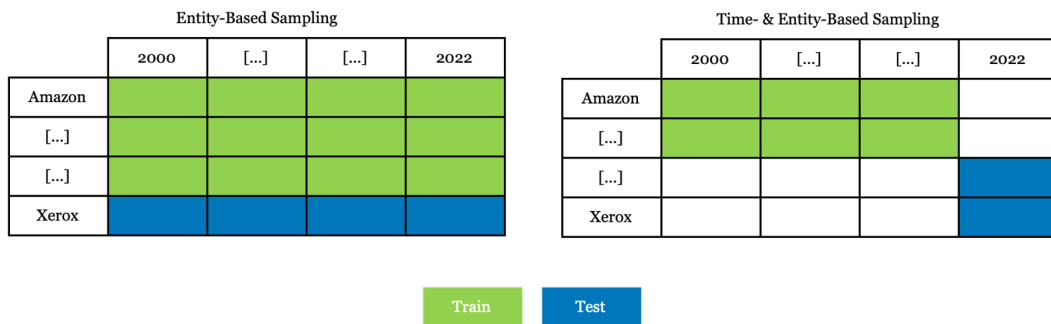 Entity-Based Sampling
2000 [...] [...] 2022
Amazon
[...]
[...]
Xerox
Time- & Entity-Based Sampling
2000 [...] [...] 2022
Amazon
[...]
[...]
Xerox
Train Test